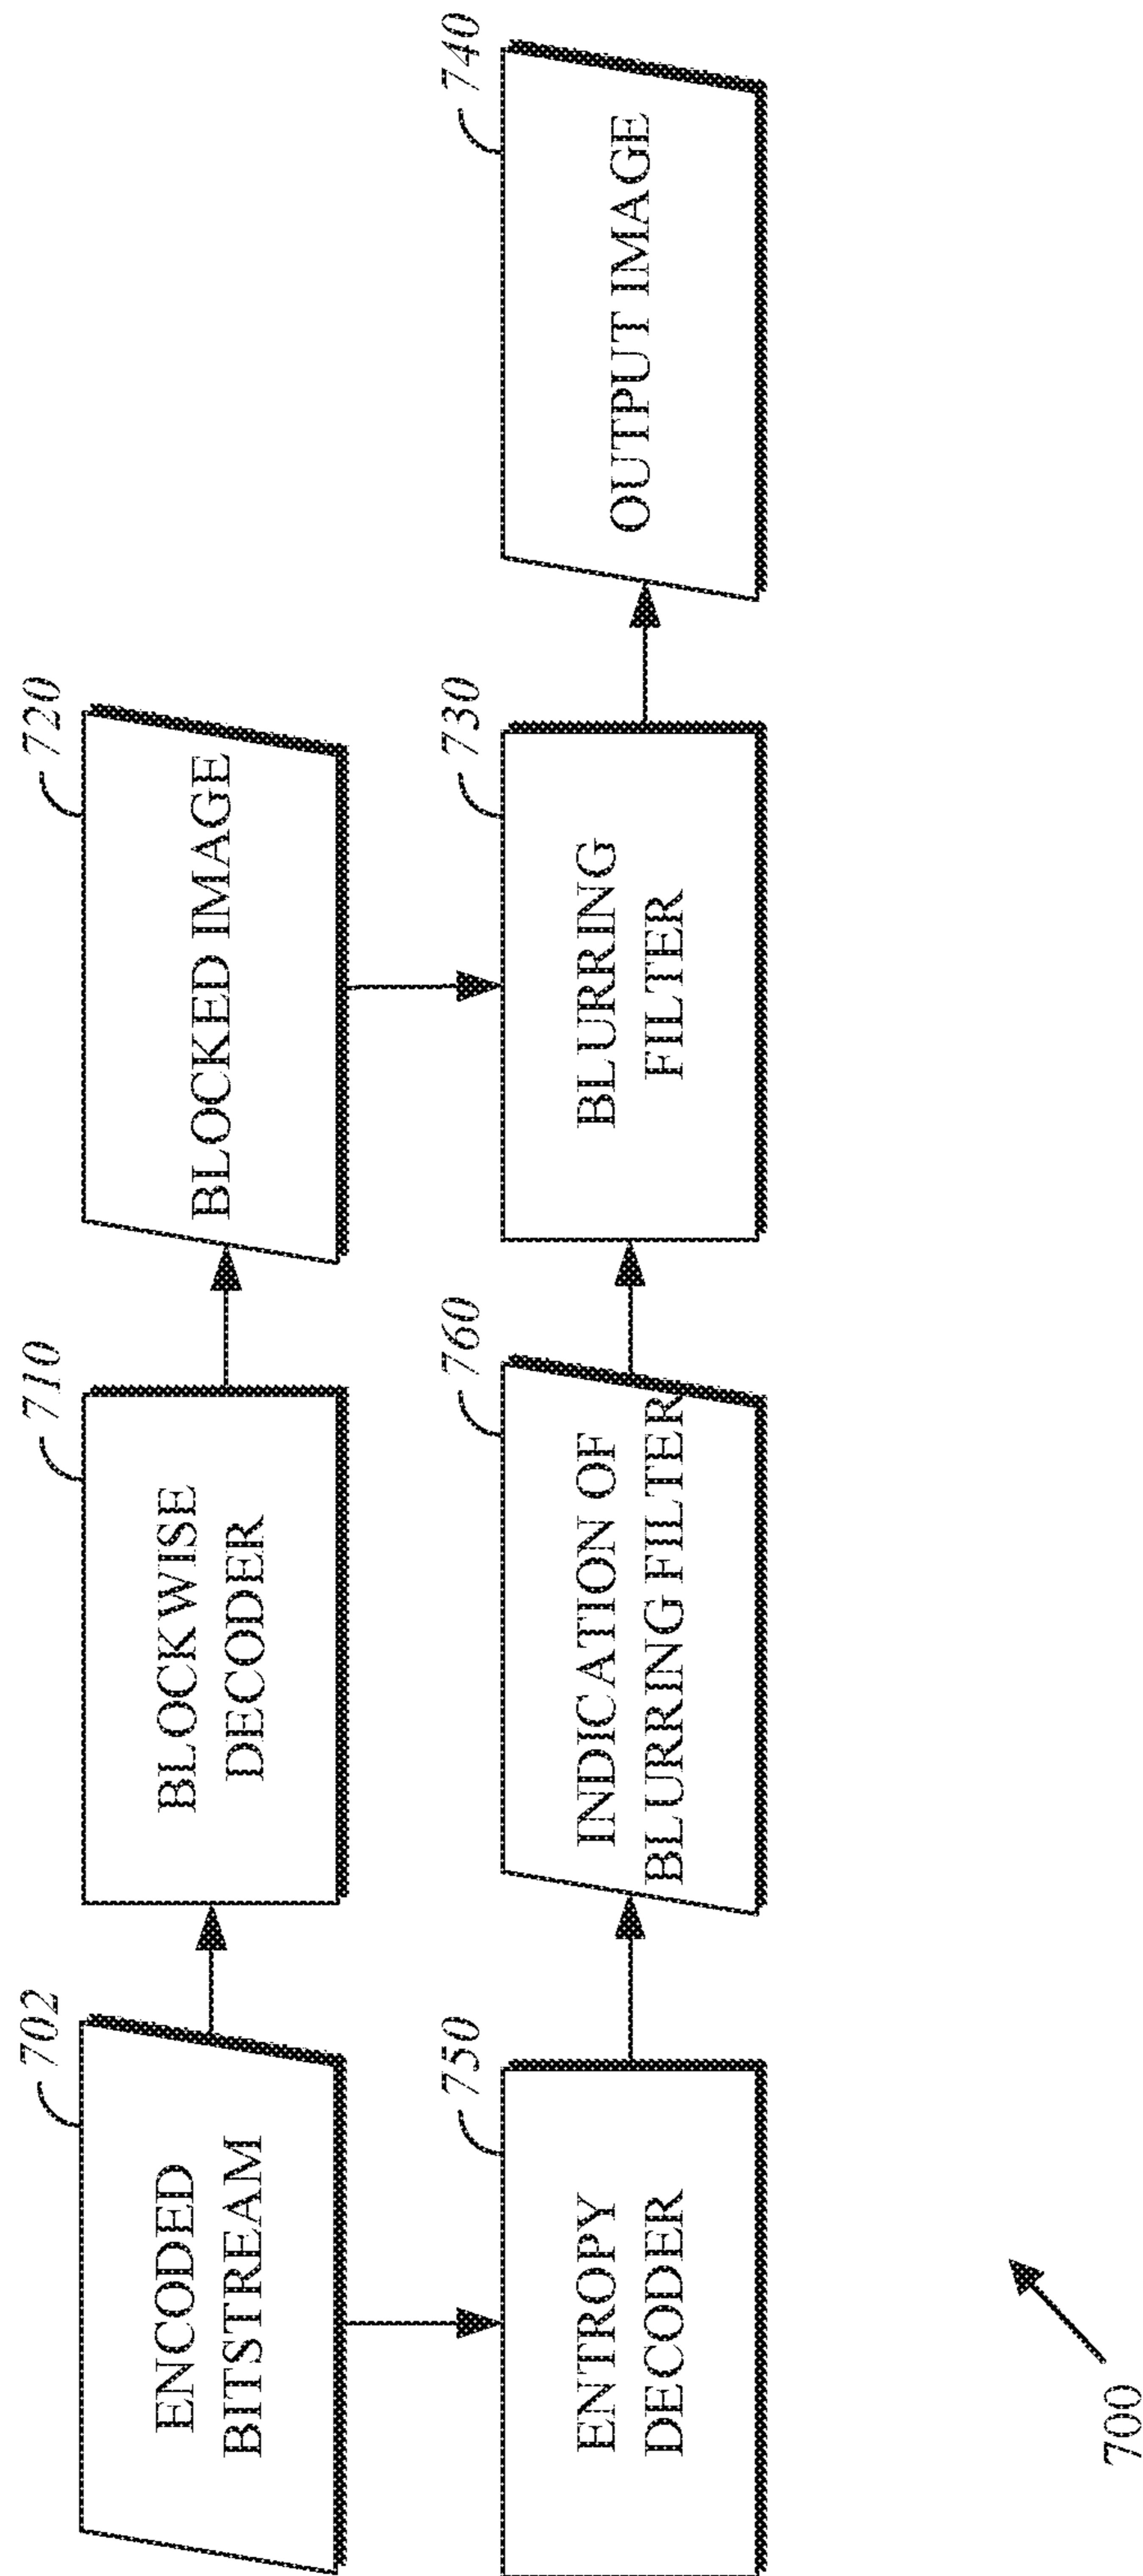 702
ENCODED
BITSTREAM
710
BLOCKWISE
DECODER
720
BLOCKED IMAGE
750
ENTROPY
DECODER
760
INDICATION OF
BLURRING FILTER
730
BLURRING
FILTER
740
OUTPUT IMAGE
700